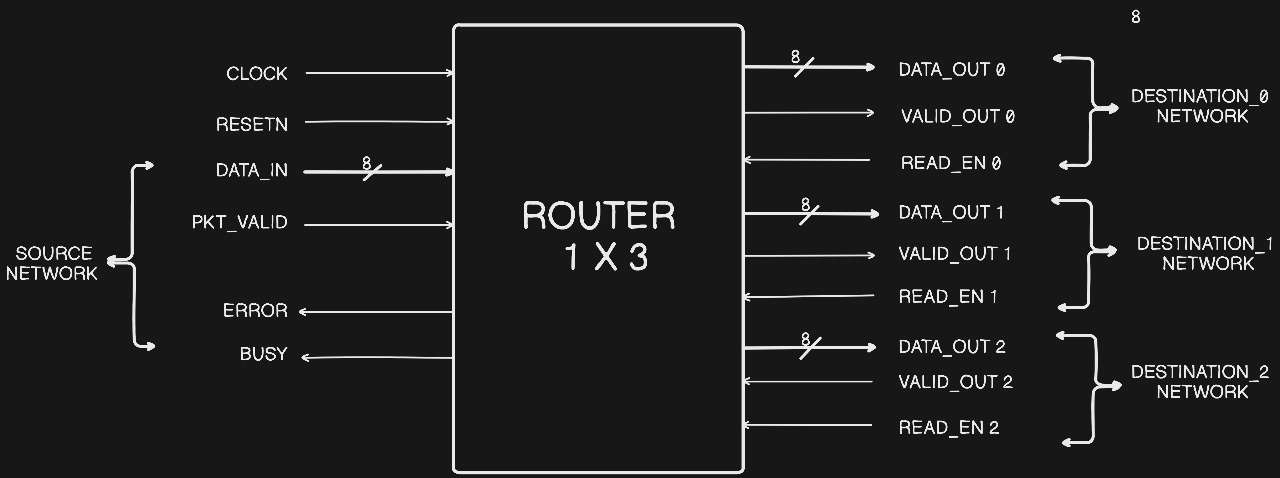 8
CLOCK
RESETN
DATA_IN
8
PKT_VALID
SOURCE
NETWORK
ERROR
BUSY
ROUTER
1 X 3
8
DATA_OUT 0
VALID_OUT 0
READ_EN 0
DESTINATION_0
NETWORK
8
DATA_OUT 1
VALID_OUT 1
READ_EN 1
DESTINATION_1
NETWORK
8
DATA_OUT 2
VALID_OUT 2
READ_EN 2
DESTINATION_2
NETWORK